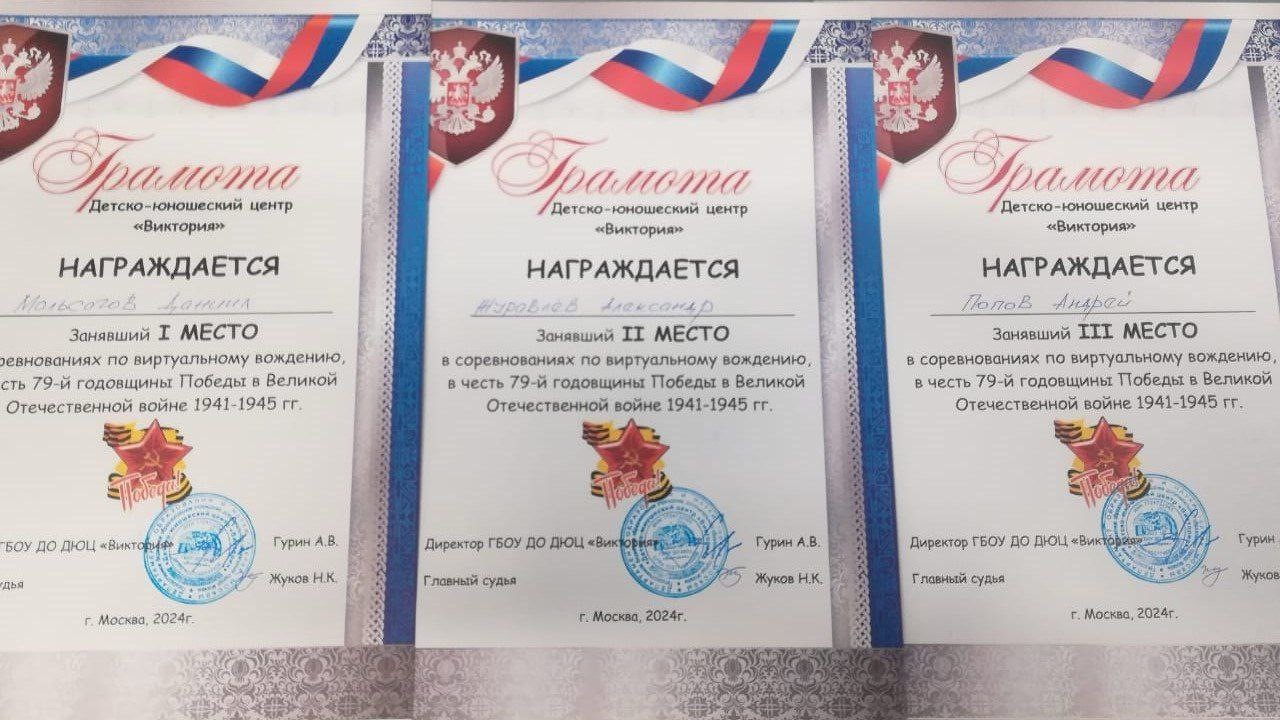 Грамота
Детско-юношеский центр
«Виктория»
НАГРАЖДАЕТСЯ
Мальсагов Даниил
Занявший I МЕСТО
ревнованиях по виртуальному вождению,
есть 79-й годовщины Победы в Великой
Отечественной войне 1941-1945 гг.
Победа!
ГБОУ ДО ДЮЦ «Виктория» Гурин А.В.
удья Жуков Н.К.
г. Москва, 2024г.
Грамота
Детско-юношеский центр
«Виктория»
НАГРАЖДАЕТСЯ
Журавлев Александр
Занявший II МЕСТО
в соревнованиях по виртуальному вождению,
в честь 79-й годовщины Победы в Великой
Отечественной войне 1941-1945 гг.
Победа!
Директор ГБОУ ДО ДЮЦ «Виктория» Гурин А.В.
Главный судья Жуков Н.К.
г. Москва, 2024г.
Грамота
Детско-юношеский центр
«Виктория»
НАГРАЖДАЕТСЯ
Попов Андрей
Занявший III МЕСТО
в соревнованиях по виртуальному вождению,
в честь 79-й годовщины Победы в Великой
Отечественной войне 1941-1945 гг.
Победа!
Директор ГБОУ ДО ДЮЦ «Виктория» Гурин
Главный судья Жуков
г. Москва, 2024г.